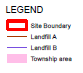 LEGEND
Site Boundary
Landfill A
Landfill B
Township area